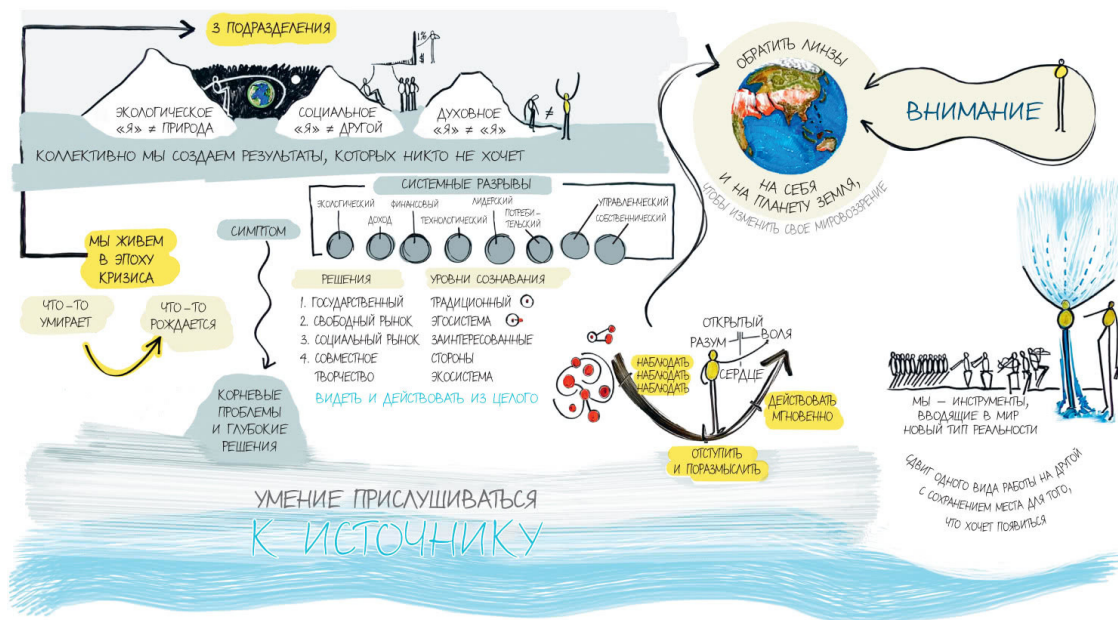 3 ПОДРАЗДЕЛЕНИЯ
1%
ЭКОЛОГИЧЕСКОЕ
«Я» ≠ ПРИРОДА
СОЦИАЛЬНОЕ
«Я» ≠ ДРУГОЙ
ДУХОВНОЕ
«Я» ≠ «Я»
≠
КОЛЛЕКТИВНО МЫ СОЗДАЕМ РЕЗУЛЬТАТЫ, КОТОРЫХ НИКТО НЕ ХОЧЕТ
ОБРАТИТЬ ЛИНЗЫ
НА СЕБЯ
И НА ПЛАНЕТУ ЗЕМЛЯ,
ЧТОБЫ ИЗМЕНИТЬ СВОЕ МИРОВОЗЗРЕНИЕ
ВНИМАНИЕ
СИСТЕМНЫЕ РАЗРЫВЫ
ЭКОЛОГИЧЕСКИЙ
ДОХОД
ФИНАНСОВЫЙ
ТЕХНОЛОГИЧЕСКИЙ
ЛИДЕРСКИЙ
ПОТРЕБИ-
ТЕЛЬСКИЙ
УПРАВЛЕНЧЕСКИЙ
СОБСТВЕННИЧЕСКИЙ
МЫ ЖИВЕМ
В ЭПОХУ
КРИЗИСА
ЧТО-ТО
УМИРАЕТ
ЧТО-ТО
РОЖДАЕТСЯ
СИМПТОМ
КОРНЕВЫЕ
ПРОБЛЕМЫ
И ГЛУБОКИЕ
РЕШЕНИЯ
РЕШЕНИЯ
1. ГОСУДАРСТВЕННЫЙ
2. СВОБОДНЫЙ РЫНОК
3. СОЦИАЛЬНЫЙ РЫНОК
4. СОВМЕСТНОЕ
ТВОРЧЕСТВО
УРОВНИ СОЗНАВАНИЯ
ТРАДИЦИОННЫЙ
ЭГОСИСТЕМА
ЗАИНТЕРЕСОВАННЫЕ
СТОРОНЫ
ЭКОСИСТЕМА
ВИДЕТЬ И ДЕЙСТВОВАТЬ ИЗ ЦЕЛОГО
НАБЛЮДАТЬ
НАБЛЮДАТЬ
НАБЛЮДАТЬ
ОТКРЫТЫЙ
РАЗУМ
ВОЛЯ
СЕРДЦЕ
ДЕЙСТВОВАТЬ
МГНОВЕННО
ОТСТУПИТЬ
И ПОРАЗМЫСЛИТЬ
МЫ – ИНСТРУМЕНТЫ,
ВВОДЯЩИЕ В МИР
НОВЫЙ ТИП РЕАЛЬНОСТИ
СДВИГ ОДНОГО ВИДА РАБОТЫ НА ДРУГОЙ
С СОХРАНЕНИЕМ МЕСТА ДЛЯ ТОГО,
ЧТО ХОЧЕТ ПОЯВИТЬСЯ
УМЕНИЕ ПРИСЛУШИВАТЬСЯ
К ИСТОЧНИКУ